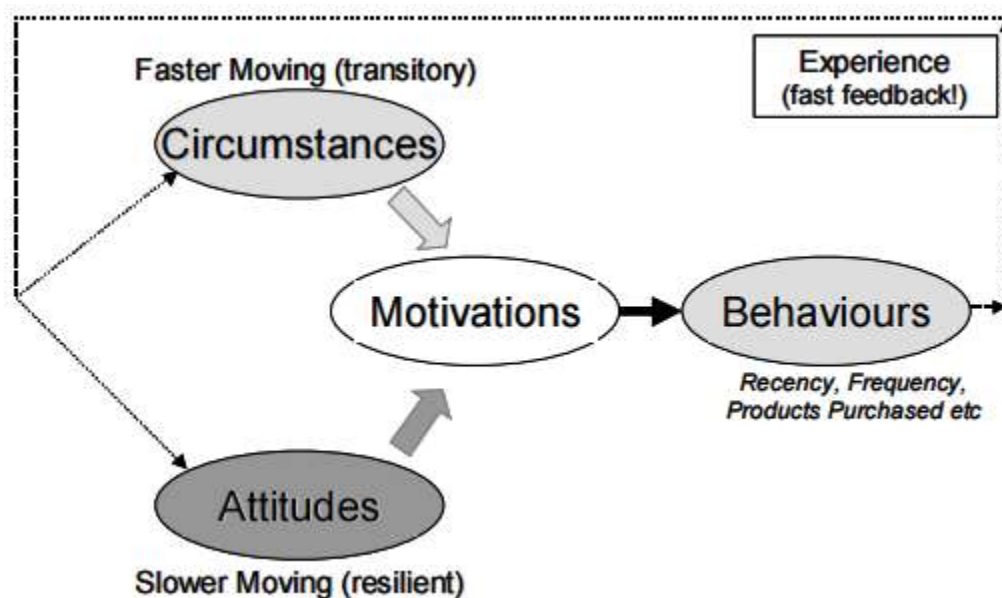 Faster Moving (transitory)
Circumstances
Experience
(fast feedback!)
Motivations
Behaviours
Recency, Frequency,
Products Purchased etc
Attitudes
Slower Moving (resilient)